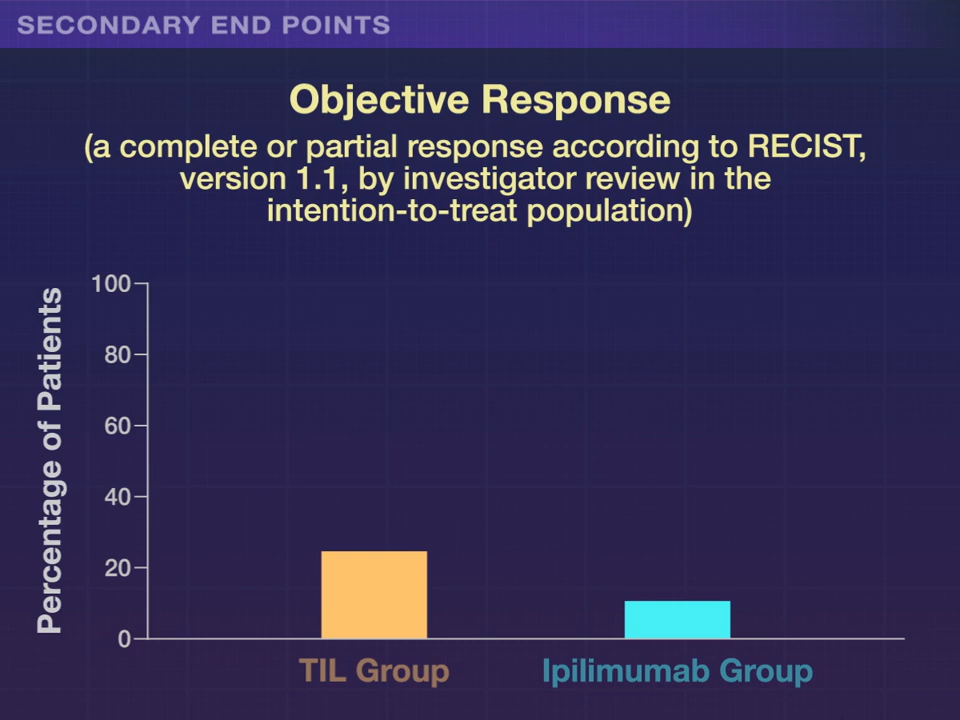 SECONDARY END POINTS
Objective Response
(a complete or partial response according to RECIST,
version 1.1, by investigator review in the
intention-to-treat population)
Percentage of Patients
100
80
60
40
20
0
TIL Group
Ipilimumab Group